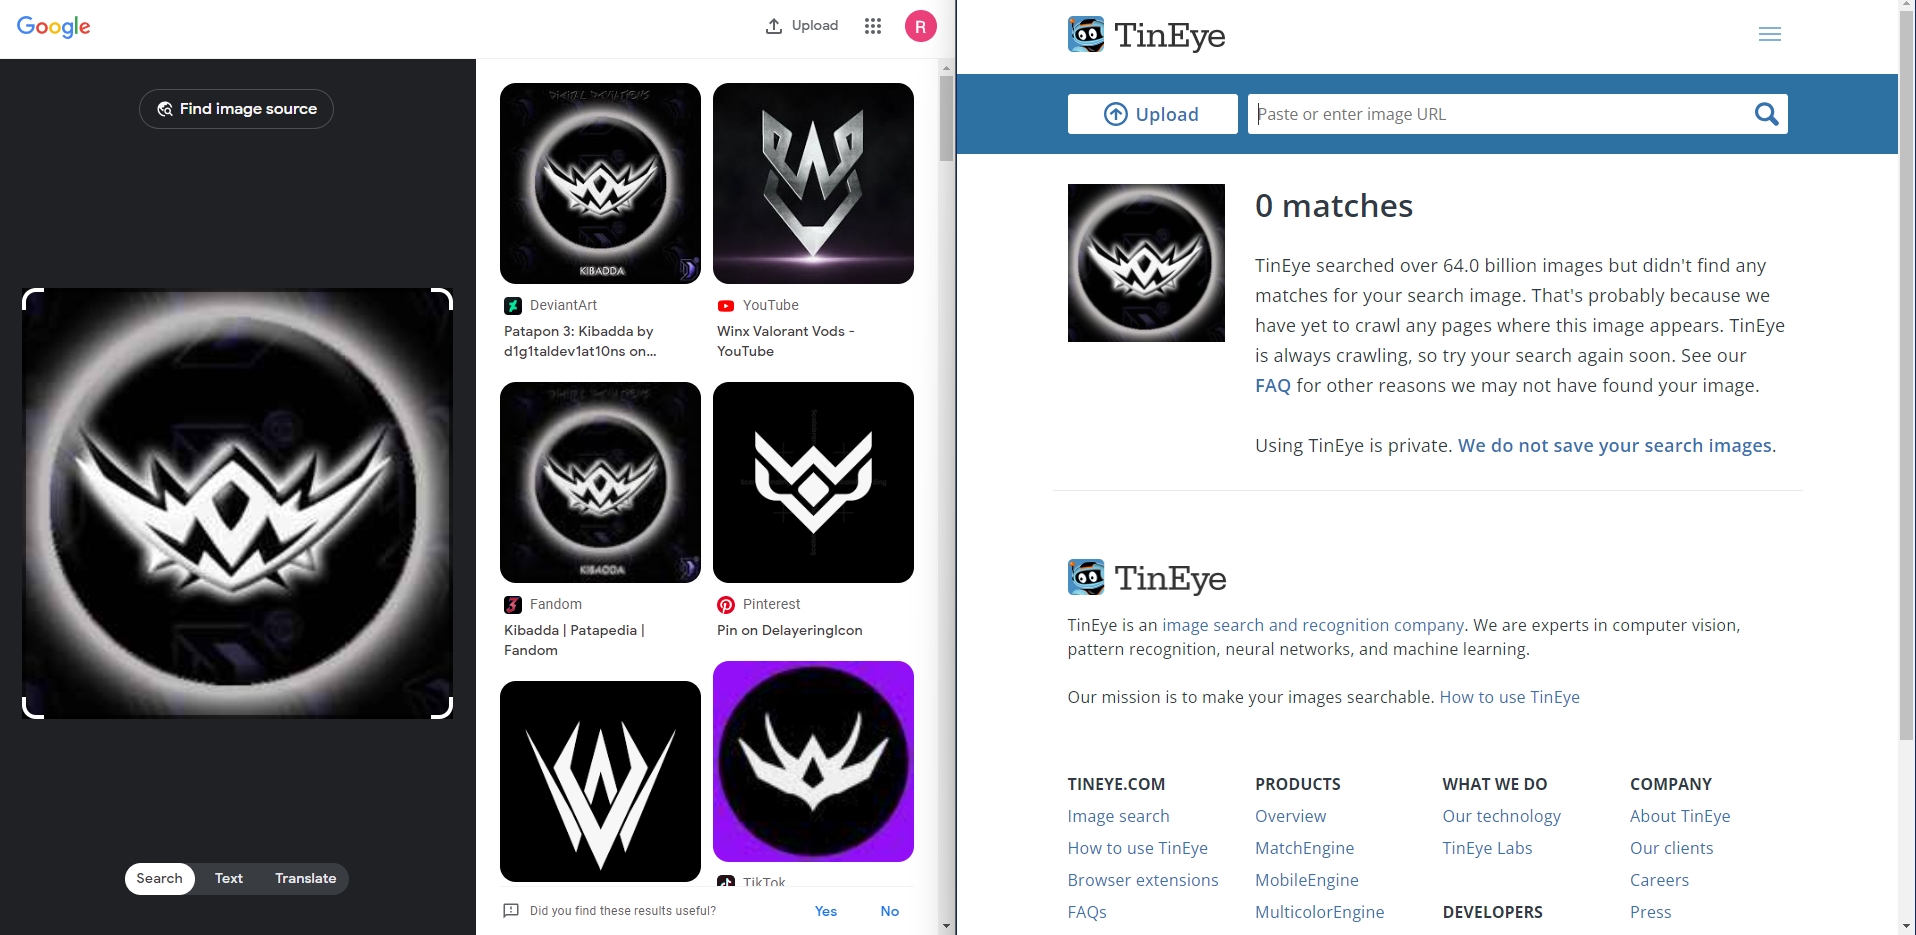 Google
Upload
R
Find image source
DIGITAL DEV1AT10NS
KIBADDA
DeviantArt
Patapon 3: Kibadda by
d1g1taldev1at10ns on...
YouTube
Winx Valorant Vods -
YouTube
KIBADDA
Fandom
Kibadda | Patapedia |
Fandom
Pinterest
Pin on DelayeringIcon
TikTok
Search
Text
Translate
Did you find these results useful?
Yes
No
TinEye
Upload
Paste or enter image URL
0 matches
TinEye searched over 64.0 billion images but didn't find any
matches for your search image. That's probably because we
have yet to crawl any pages where this image appears. TinEye
is always crawling, so try your search again soon. See our
FAQ for other reasons we may not have found your image.
Using TinEye is private. We do not save your search images.
TinEye
TinEye is an image search and recognition company. We are experts in computer vision,
pattern recognition, neural networks, and machine learning.
Our mission is to make your images searchable. How to use TinEye
TINEYE.COM
Image search
How to use TinEye
Browser extensions
FAQs
PRODUCTS
Overview
MatchEngine
MobileEngine
MulticolorEngine
WHAT WE DO
Our technology
TinEye Labs
DEVELOPERS
COMPANY
About TinEye
Our clients
Careers
Press